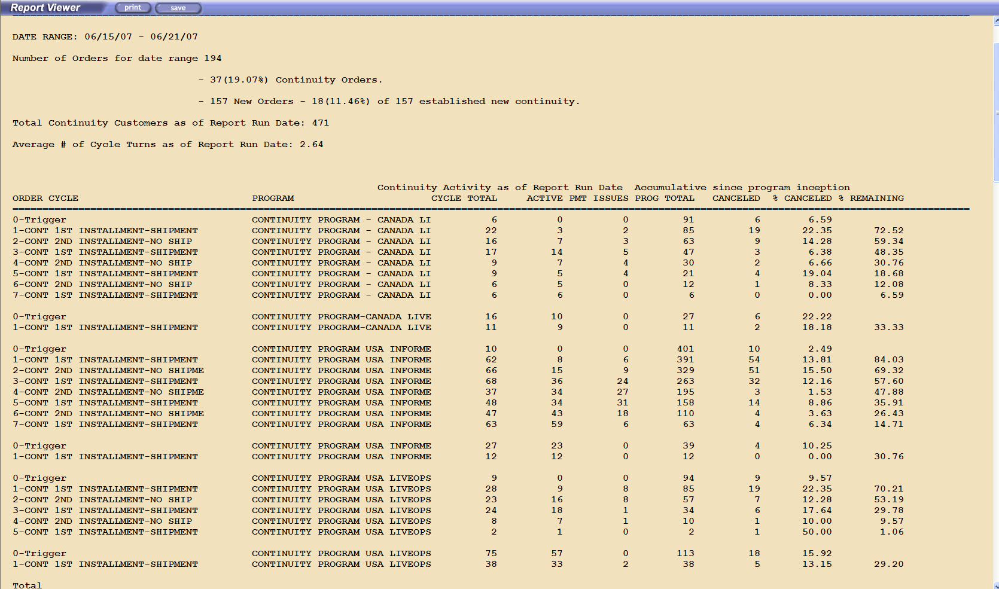 Report Viewer print save
DATE RANGE: 06/15/07 - 06/21/07
Number of Orders for date range 194
- 37(19.07%) Continuity Orders.
- 157 New Orders - 18(11.46%) of 157 established new continuity.
Total Continuity Customers as of Report Run Date: 471
Average # of Cycle Turns as of Report Run Date: 2.64
Continuity Activity as of Report Run Date Accumulative since program inception
ORDER CYCLE PROGRAM CYCLE TOTAL ACTIVE PMT ISSUES PROG TOTAL CANCELED % CANCELED % REMAINING
0-Trigger CONTINUITY PROGRAM - CANADA LI 6 0 0 91 6 6.59
1-CONT 1ST INSTALLMENT-SHIPMENT CONTINUITY PROGRAM - CANADA LI 22 3 2 85 19 22.35 72.52
2-CONT 2ND INSTALLMENT-NO SHIP CONTINUITY PROGRAM - CANADA LI 16 7 3 63 9 14.28 59.34
3-CONT 1ST INSTALLMENT-SHIPMENT CONTINUITY PROGRAM - CANADA LI 17 14 5 47 3 6.38 48.35
4-CONT 2ND INSTALLMENT-NO SHIP CONTINUITY PROGRAM - CANADA LI 9 7 4 30 2 6.66 30.76
5-CONT 1ST INSTALLMENT-SHIPMENT CONTINUITY PROGRAM - CANADA LI 9 5 4 21 4 19.04 18.68
6-CONT 2ND INSTALLMENT-NO SHIP CONTINUITY PROGRAM - CANADA LI 6 5 0 12 1 8.33 12.08
7-CONT 1ST INSTALLMENT-SHIPMENT CONTINUITY PROGRAM - CANADA LI 6 6 0 6 0 0.00 6.59
0-Trigger CONTINUITY PROGRAM-CANADA LIVE 16 10 0 27 6 22.22
1-CONT 1ST INSTALLMENT-SHIPMENT CONTINUITY PROGRAM-CANADA LIVE 11 9 0 11 2 18.18 33.33
0-Trigger CONTINUITY PROGRAM USA INFORME 10 0 0 401 10 2.49
1-CONT 1ST INSTALLMENT-SHIPMENT CONTINUITY PROGRAM USA INFORME 62 8 6 391 54 13.81 84.03
2-CONT 2ND INSTALLMENT-NO SHIPME CONTINUITY PROGRAM USA INFORME 66 15 9 329 51 15.50 69.32
3-CONT 1ST INSTALLMENT-SHIPMENT CONTINUITY PROGRAM USA INFORME 68 36 24 263 32 12.16 57.60
4-CONT 2ND INSTALLMENT-NO SHIPME CONTINUITY PROGRAM USA INFORME 37 34 27 195 3 1.53 47.88
5-CONT 1ST INSTALLMENT-SHIPMENT CONTINUITY PROGRAM USA INFORME 48 34 31 158 14 8.86 35.91
6-CONT 2ND INSTALLMENT-NO SHIPME CONTINUITY PROGRAM USA INFORME 47 43 18 110 4 3.63 26.43
7-CONT 1ST INSTALLMENT-SHIPMENT CONTINUITY PROGRAM USA INFORME 63 59 6 63 4 6.34 14.71
0-Trigger CONTINUITY PROGRAM USA INFORME 27 23 0 39 4 10.25
1-CONT 1ST INSTALLMENT-SHIPMENT CONTINUITY PROGRAM USA INFORME 12 12 0 12 0 0.00 30.76
0-Trigger CONTINUITY PROGRAM USA LIVEOPS 9 0 0 94 9 9.57
1-CONT 1ST INSTALLMENT-SHIPMENT CONTINUITY PROGRAM USA LIVEOPS 28 9 8 85 19 22.35 70.21
2-CONT 2ND INSTALLMENT-NO SHIP CONTINUITY PROGRAM USA LIVEOPS 23 16 8 57 7 12.28 53.19
3-CONT 1ST INSTALLMENT-SHIPMENT CONTINUITY PROGRAM USA LIVEOPS 24 18 1 34 6 17.64 29.78
4-CONT 2ND INSTALLMENT-NO SHIP CONTINUITY PROGRAM USA LIVEOPS 8 7 1 10 1 10.00 9.57
5-CONT 1ST INSTALLMENT-SHIPMENT CONTINUITY PROGRAM USA LIVEOPS 2 1 0 2 1 50.00 1.06
0-Trigger CONTINUITY PROGRAM USA LIVEOPS 75 57 0 113 18 15.92
1-CONT 1ST INSTALLMENT-SHIPMENT CONTINUITY PROGRAM USA LIVEOPS 38 33 2 38 5 13.15 29.20
Total